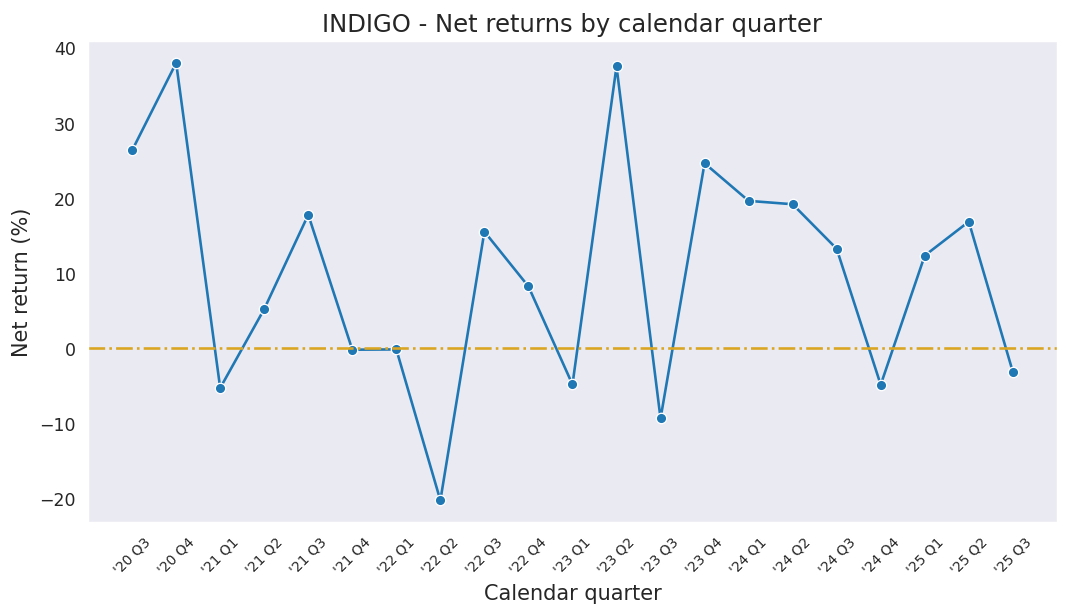 INDIGO - Net returns by calendar quarter
Net return (%)
40
30
20
10
0
−10
−20
'20 Q3
'20 Q4
'21 Q1
'21 Q2
'21 Q3
'21 Q4
'22 Q1
'22 Q2
'22 Q3
'22 Q4
'23 Q1
'23 Q2
'23 Q3
'23 Q4
'24 Q1
'24 Q2
'24 Q3
'24 Q4
'25 Q1
'25 Q2
'25 Q3
Calendar quarter